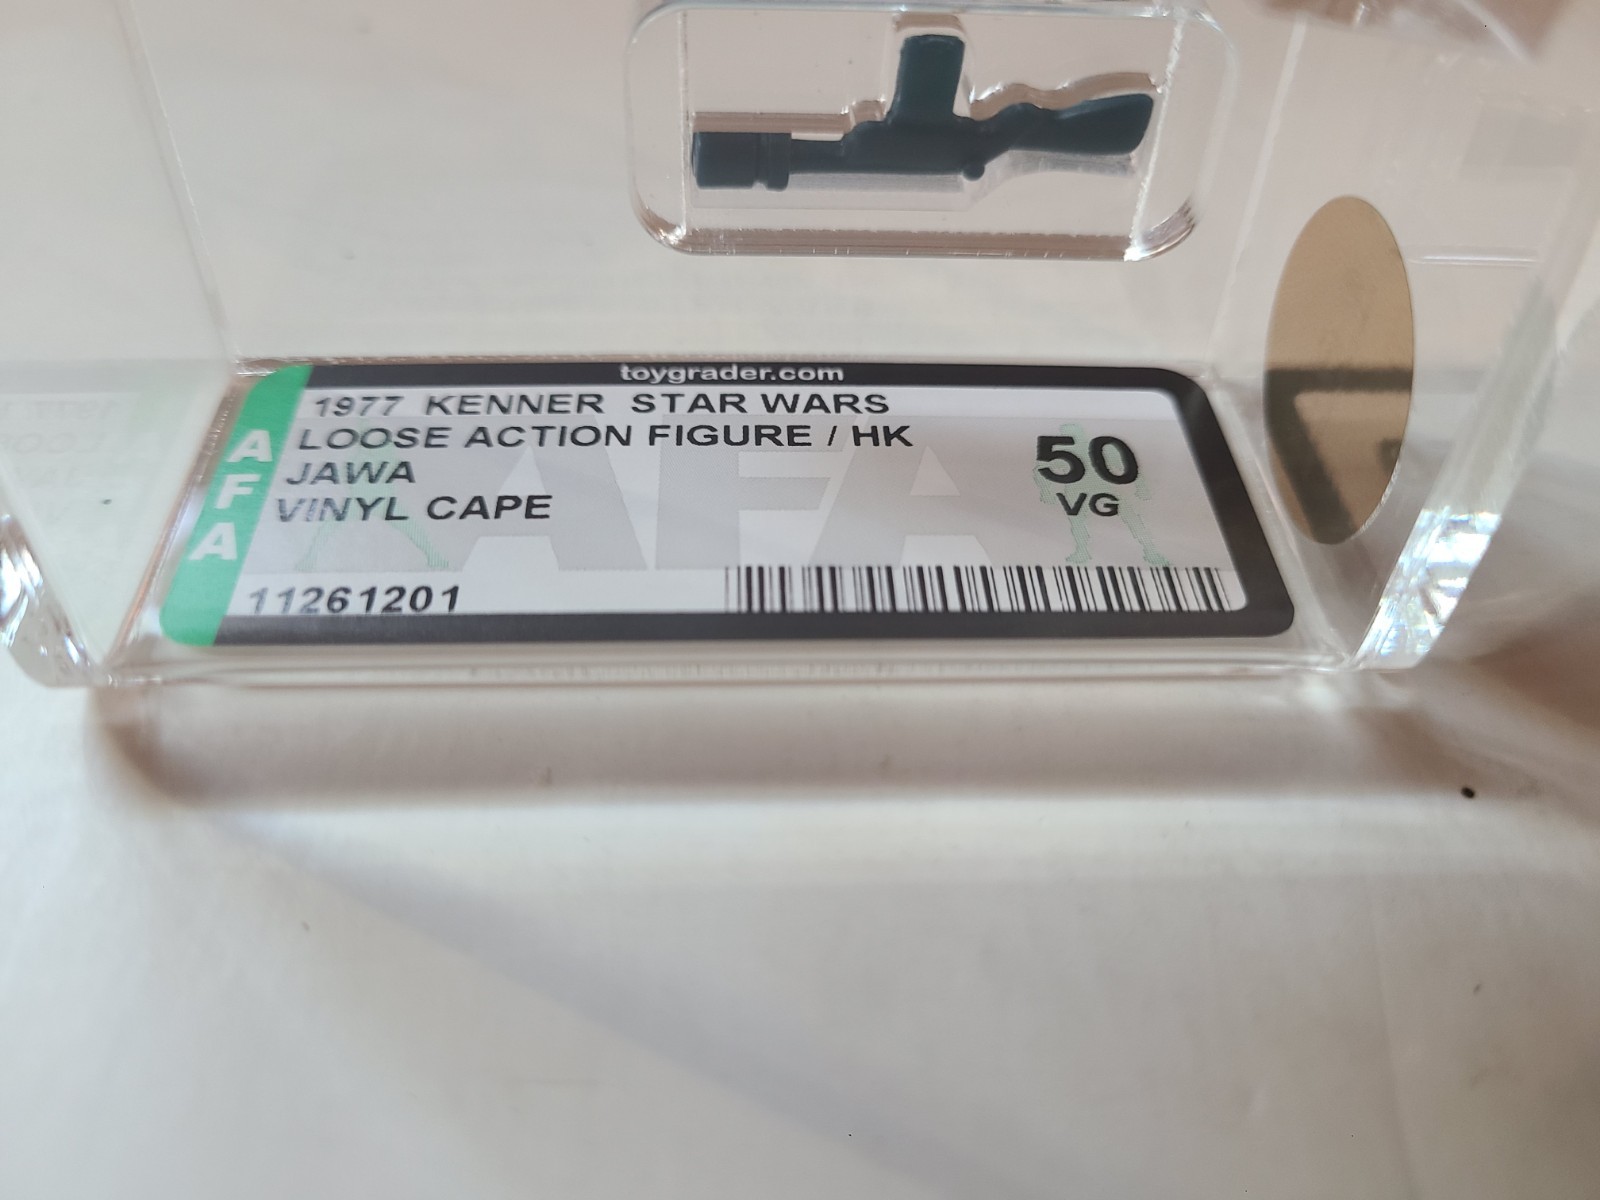 toygrader.com
1977 KENNER STAR WARS
LOOSE ACTION FIGURE / HK
JAWA
VINYL CAPE
50
VG
AFA
AFA
11261201